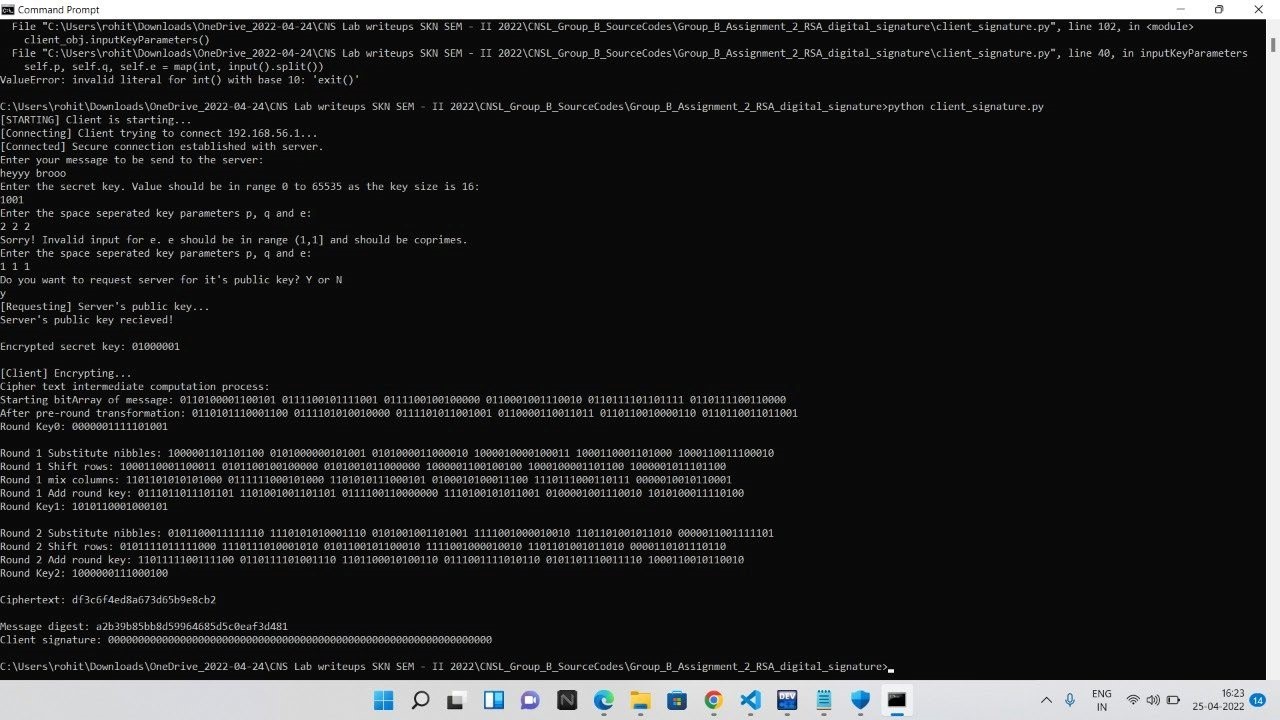 Command Prompt
File "C:\Users\rohit\Downloads\OneDrive_2022-04-24\CNS Lab writeups SKN SEM - II 2022\CNSL_Group_B_SourceCodes\Group_B_Assignment_2_RSA_digital_signature\client_signature.py", line 102, in <module>
client_obj.inputKeyParameters()
File "C:\Users\rohit\Downloads\OneDrive_2022-04-24\CNS Lab writeups SKN SEM - II 2022\CNSL_Group_B_SourceCodes\Group_B_Assignment_2_RSA_digital_signature\client_signature.py", line 40, in inputKeyParameters
self.p, self.q, self.e = map(int, input().split())
ValueError: invalid literal for int() with base 10: 'exit()'
C:\Users\rohit\Downloads\OneDrive_2022-04-24\CNS Lab writeups SKN SEM - II 2022\CNSL_Group_B_SourceCodes\Group_B_Assignment_2_RSA_digital_signature>python client_signature.py
[STARTING] Client is starting...
[Connecting] Client trying to connect 192.168.56.1...
[Connected] Secure connection established with server.
Enter your message to be send to the server:
heyyy brooo
Enter the secret key. Value should be in range 0 to 65535 as the key size is 16:
1001
Enter the space seperated key parameters p, q and e:
2 2 2
Sorry! Invalid input for e. e should be in range (1,1] and should be coprimes.
Enter the space seperated key parameters p, q and e:
1 1 1
Do you want to request server for it's public key? Y or N
y
[Requesting] Server's public key...
Server's public key recieved!
Encrypted secret key: 01000001
[Client] Encrypting...
Cipher text intermediate computation process:
Starting bitArray of message: 0110100001100101 0111100101111001 0111100100100000 0110001001110010 0110111101101111 0110111100110000
After pre-round transformation: 0110101110001100 0111101010010000 0111101011001001 0110000110011011 0110110010000110 0110110011011001
Round Key0: 0000001111101001
Round 1 Substitute nibbles: 1000001101101100 0101000000101001 0101000011000010 1000010000100011 1000110001101000 1000110011100010
Round 1 Shift rows: 1000110001100011 0101100100100000 0101001011000000 1000001100100100 1000100001101100 1000001011101100
Round 1 mix columns: 1101101010101000 0111111000101000 1101010111000101 0100010100011100 1110111000110111 0000010010110001
Round 1 Add round key: 0111011011101101 1101001001101101 0111100110000000 1110100101011001 0100001001110010 1010100011110100
Round Key1: 1010110001000101
Round 2 Substitute nibbles: 0101100011111110 1110101010001110 0101001001101001 1111001000010010 1101101001011010 0000011001111101
Round 2 Shift rows: 0101111011111000 1110111010001010 0101100101100010 1111001000010010 1101101001011010 0000110101110110
Round 2 Add round key: 1101111100111100 0110111101001110 1101100010100110 0111001111010110 0101101110011110 1000110010110010
Round Key2: 1000000111000100
Ciphertext: df3c6f4ed8a673d65b9e8cb2
Message digest: a2b39b85bb8d59964685d5c0eaf3d481
Client signature: 0000000000000000000000000000000000000000000000000000000000000000
C:\Users\rohit\Downloads\OneDrive_2022-04-24\CNS Lab writeups SKN SEM - II 2022\CNSL_Group_B_SourceCodes\Group_B_Assignment_2_RSA_digital_signature>
ENG
IN
16:23
25-04-2022
14